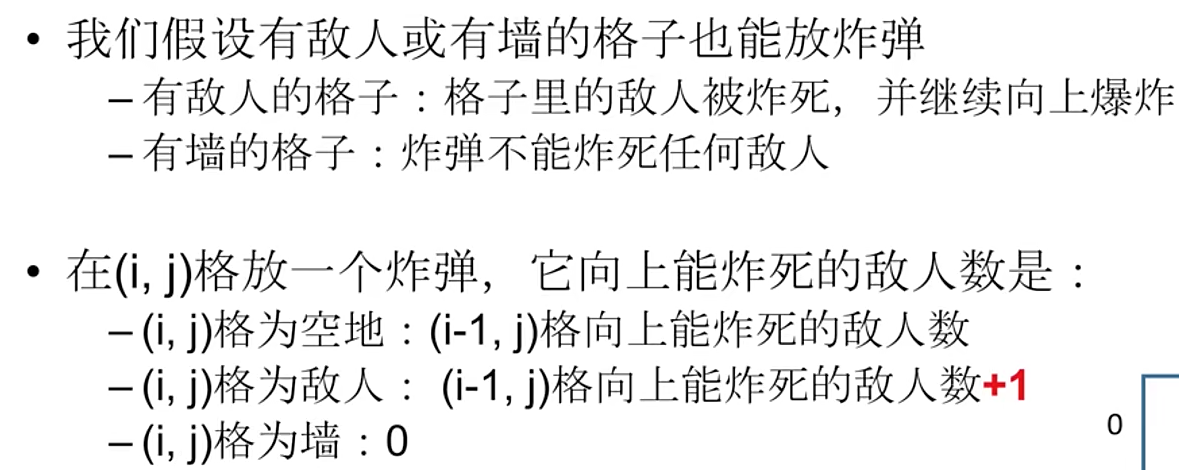 • 我们假设有敌人或有墙的格子也能放炸弹
– 有敌人的格子：格子里的敌人被炸死，并继续向上爆炸
– 有墙的格子：炸弹不能炸死任何敌人
• 在(i, j)格放一个炸弹，它向上能炸死的敌人数是：
– (i, j)格为空地：(i-1, j)格向上能炸死的敌人数
– (i, j)格为敌人： (i-1, j)格向上能炸死的敌人数+1
– (i, j)格为墙：0
0